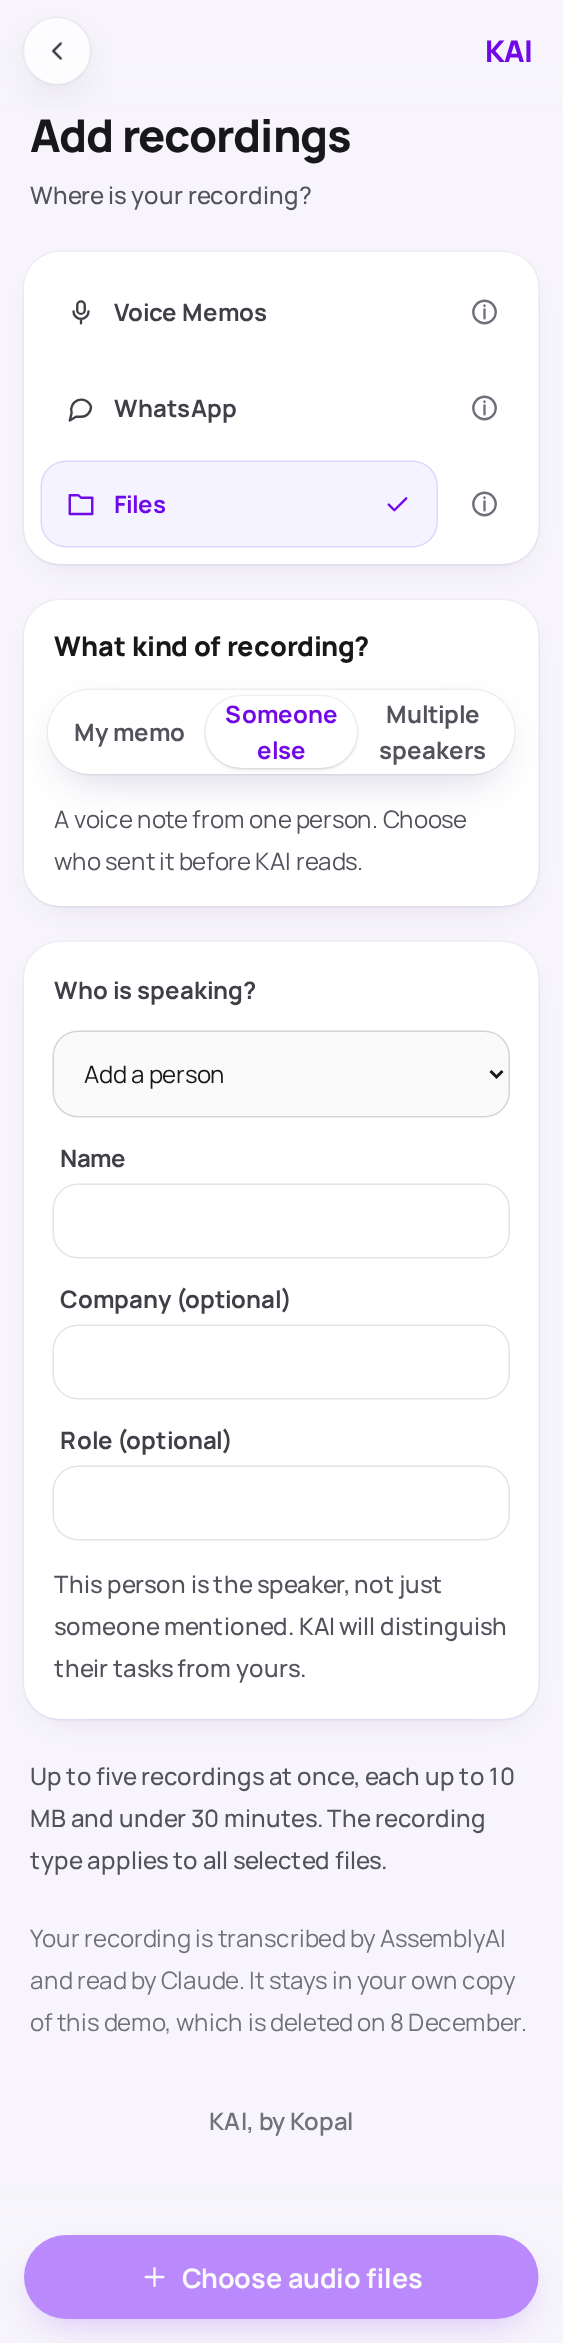 KAI
Add recordings
Where is your recording?
Voice Memos
WhatsApp
Files
What kind of recording?
My memo
Someone
else
Multiple
speakers
A voice note from one person. Choose
who sent it before KAI reads.
Who is speaking?
Add a person
Name
Company (optional)
Role (optional)
This person is the speaker, not just
someone mentioned. KAI will distinguish
their tasks from yours.
Up to five recordings at once, each up to 10
MB and under 30 minutes. The recording
type applies to all selected files.
Your recording is transcribed by AssemblyAI
and read by Claude. It stays in your own copy
of this demo, which is deleted on 8 December.
KAI, by Kopal
Choose audio files